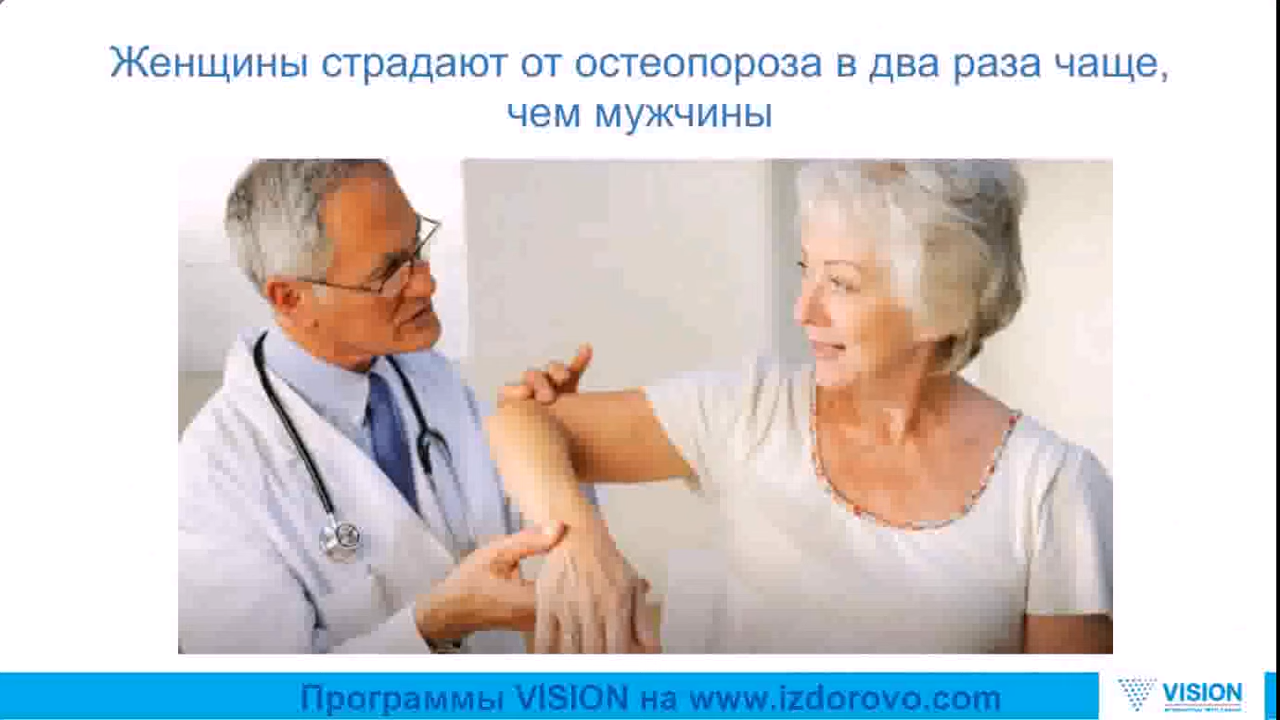 Женщины страдают от остеопороза в два раза чаще,
чем мужчины
Программы VISION на www.izdorovo.com
VISION